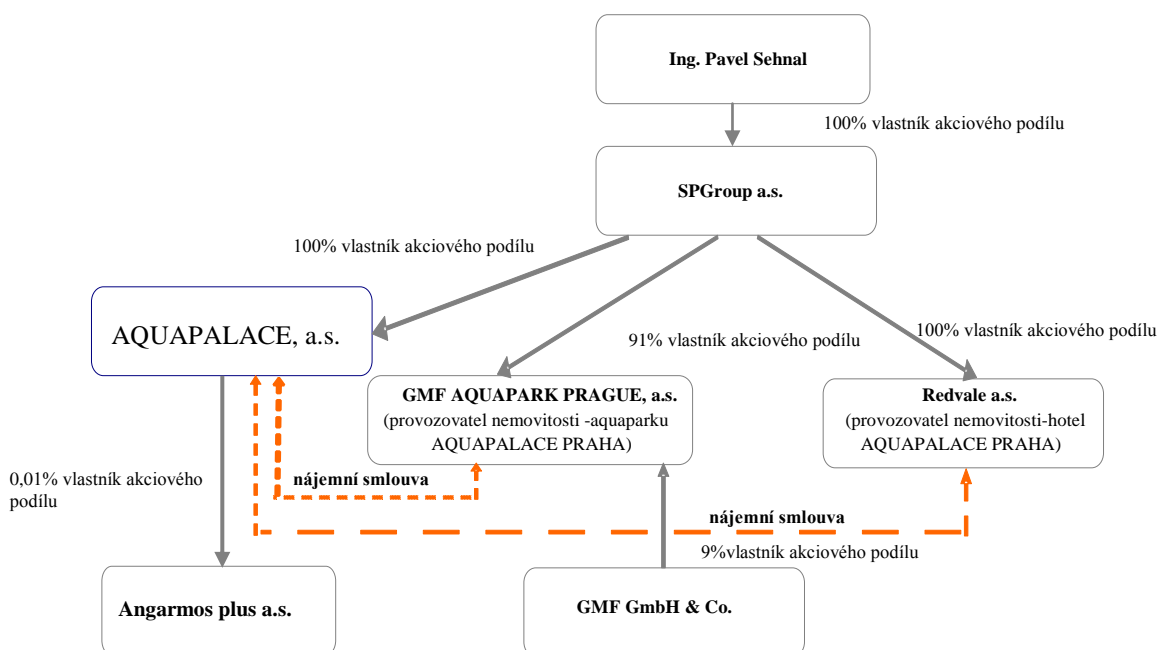 Ing. Pavel Sehnal
100% vlastník akciového podílu
SPGroup a.s.
100% vlastník akciového podílu
AQUAPALACE, a.s.
91% vlastník akciového podílu
100% vlastník akciového podílu
GMF AQUAPARK PRAGUE, a.s.
(provozovatel nemovitosti -aquaparku
AQUAPALACE PRAHA)
Redvale a.s.
(provozovatel nemovitosti-hotel
AQUAPALACE PRAHA)
0,01% vlastník akciového
podílu
nájemní smlouva
nájemní smlouva
9%vlastník akciového podílu
Angarmos plus a.s.
GMF GmbH & Co.